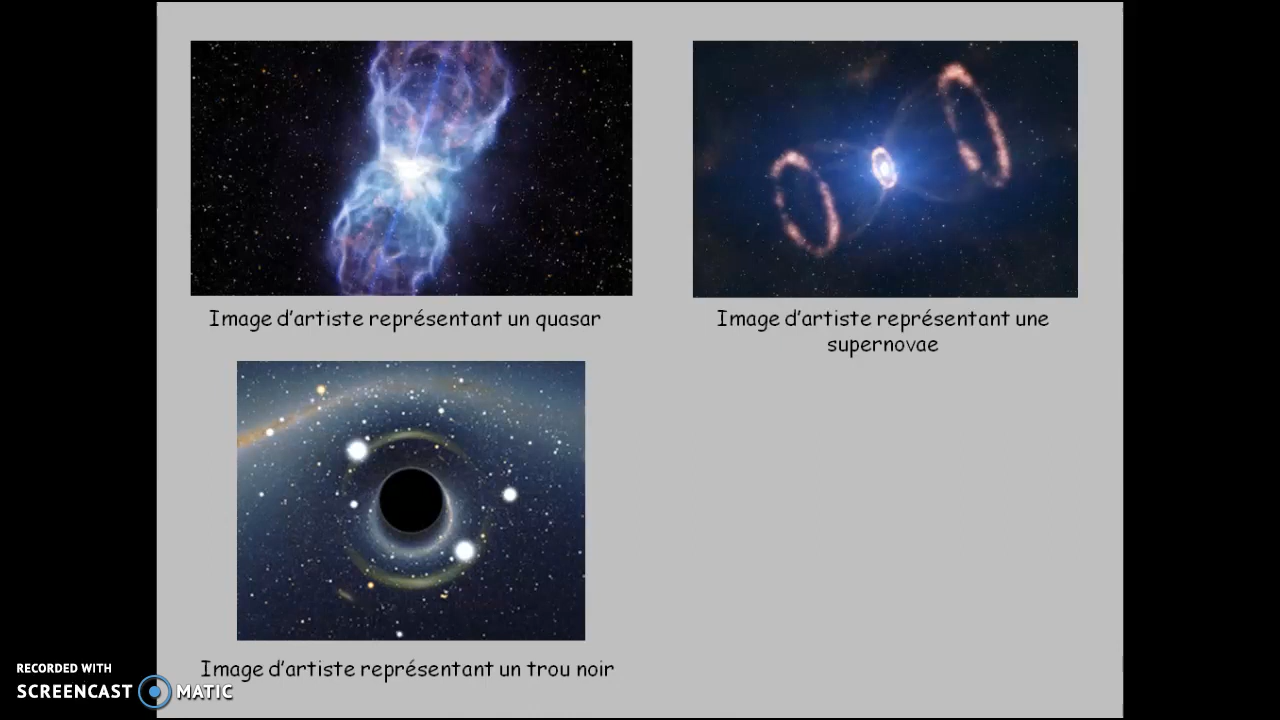 Image d'artiste représentant un quasar
Image d'artiste représentant une
supernovae
Image d'artiste représentant un trou noir
RECORDED WITH
SCREENCAST MATIC